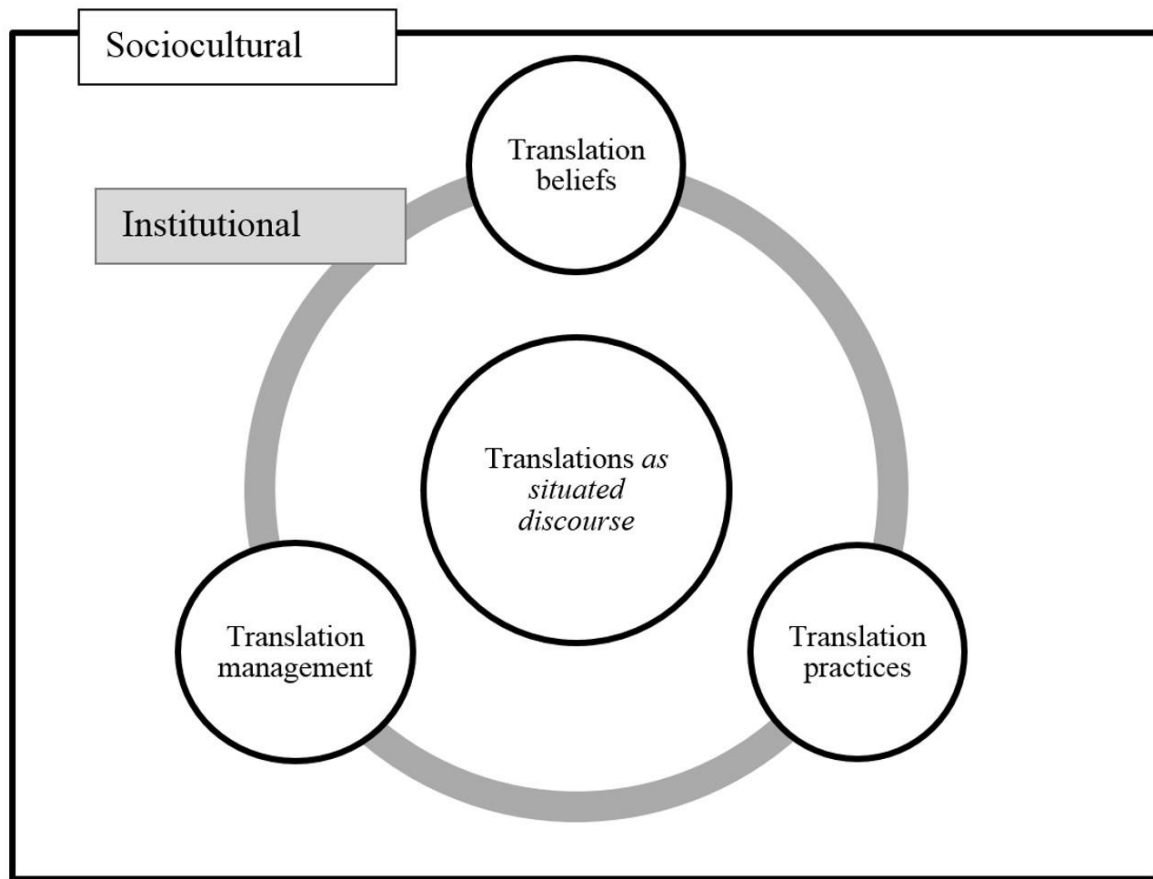 Sociocultural
Translation
beliefs
Institutional
Translations as
situated
discourse
Translation
management
Translation
practices